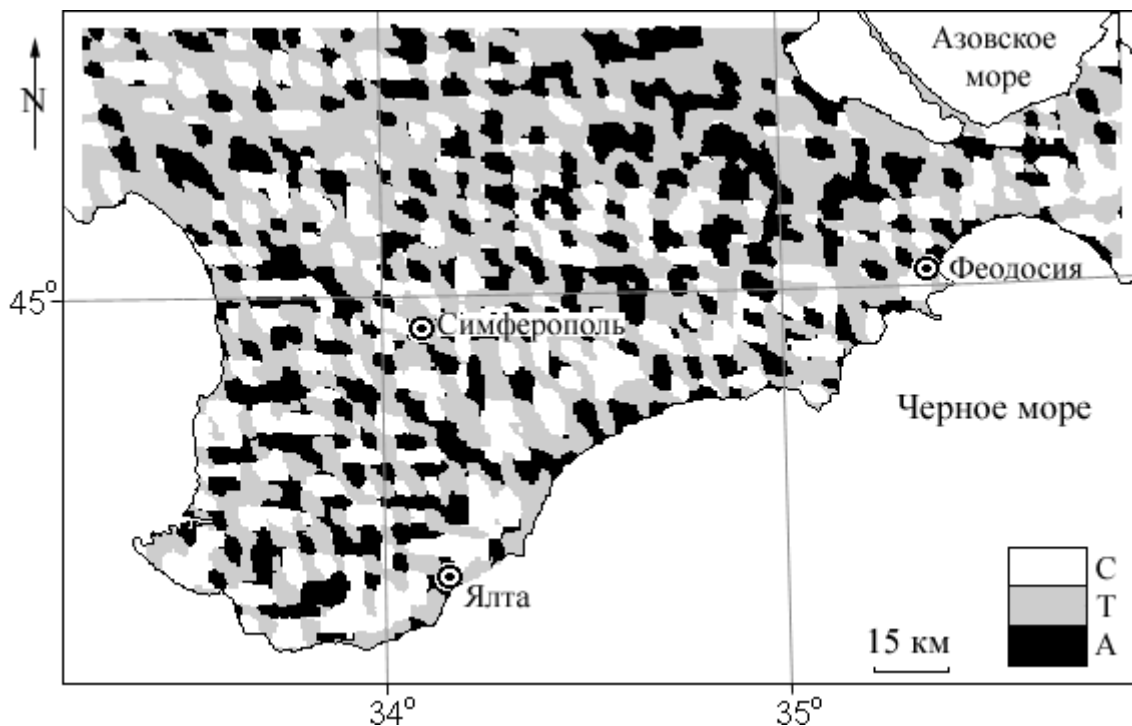 Азовское
море
N
Феодосия
45°
Симферополь
Черное море
Ялта
С
Т
А
15 км
34°
35°